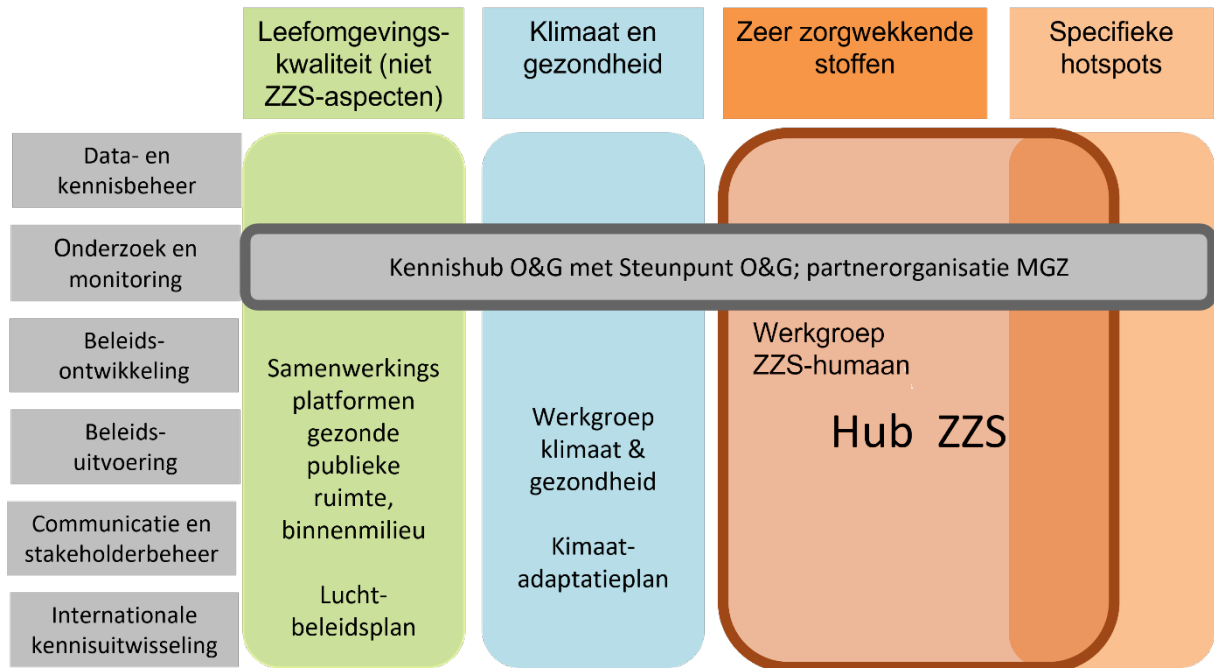 Leefomgevings-
kwaliteit (niet
ZZS-aspecten)
Klimaat en
gezondheid
Zeer zorgwekkende
stoffen
Specifieke
hotspots
Data- en
kennisbeheer
Onderzoek en
monitoring
Kennishub O&G met Steunpunt O&G; partnerorganisatie MGZ
Beleids-
ontwikkeling
Beleids-
uitvoering
Communicatie en
stakeholderbeheer
Internationale
kennisuitwisseling
Samenwerkings
platformen
gezonde
publieke
ruimte,
binnenmilieu
Lucht-
beleidsplan
Werkgroep
klimaat &
gezondheid
Kimaat-
adaptatieplan
Werkgroep
ZZS-humaan
Hub ZZS